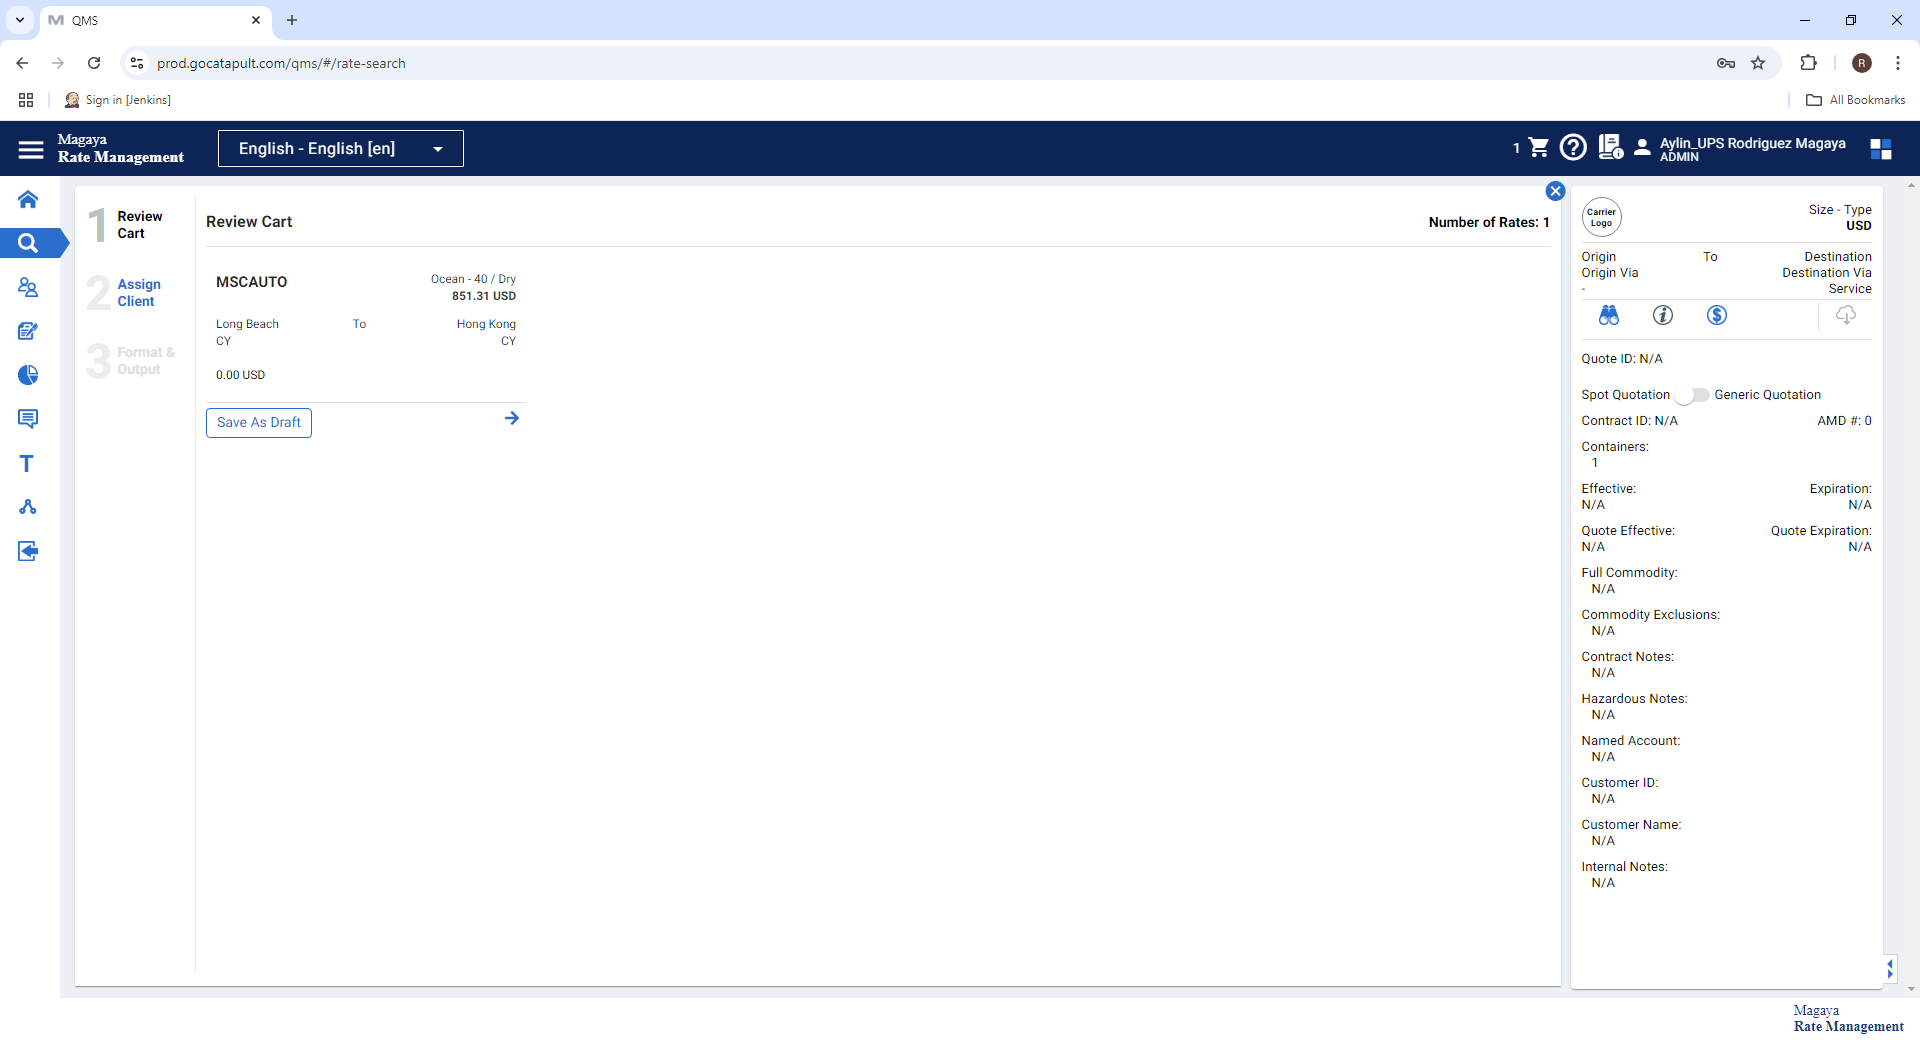 QMS
prod.gocatapult.com/qms/#/rate-search
R
Sign in [Jenkins]
All Bookmarks
Magaya
Rate Management
English - English [en]
1
Aylin_UPS Rodriguez Magaya
ADMIN
1 Review Cart
2 Assign Client
3 Format & Output
Review Cart
Number of Rates: 1
MSCAUTO
Ocean - 40 / Dry
851.31 USD
Long Beach To Hong Kong
CY CY
0.00 USD
Save As Draft
Carrier Logo
Size - Type
USD
Origin To Destination
Origin Via Destination Via
- Service
Quote ID: N/A
Spot Quotation Generic Quotation
Contract ID: N/A AMD #: 0
Containers:
1
Effective: Expiration:
N/A N/A
Quote Effective: Quote Expiration:
N/A N/A
Full Commodity:
N/A
Commodity Exclusions:
N/A
Contract Notes:
N/A
Hazardous Notes:
N/A
Named Account:
N/A
Customer ID:
N/A
Customer Name:
N/A
Internal Notes:
N/A
Magaya
Rate Management